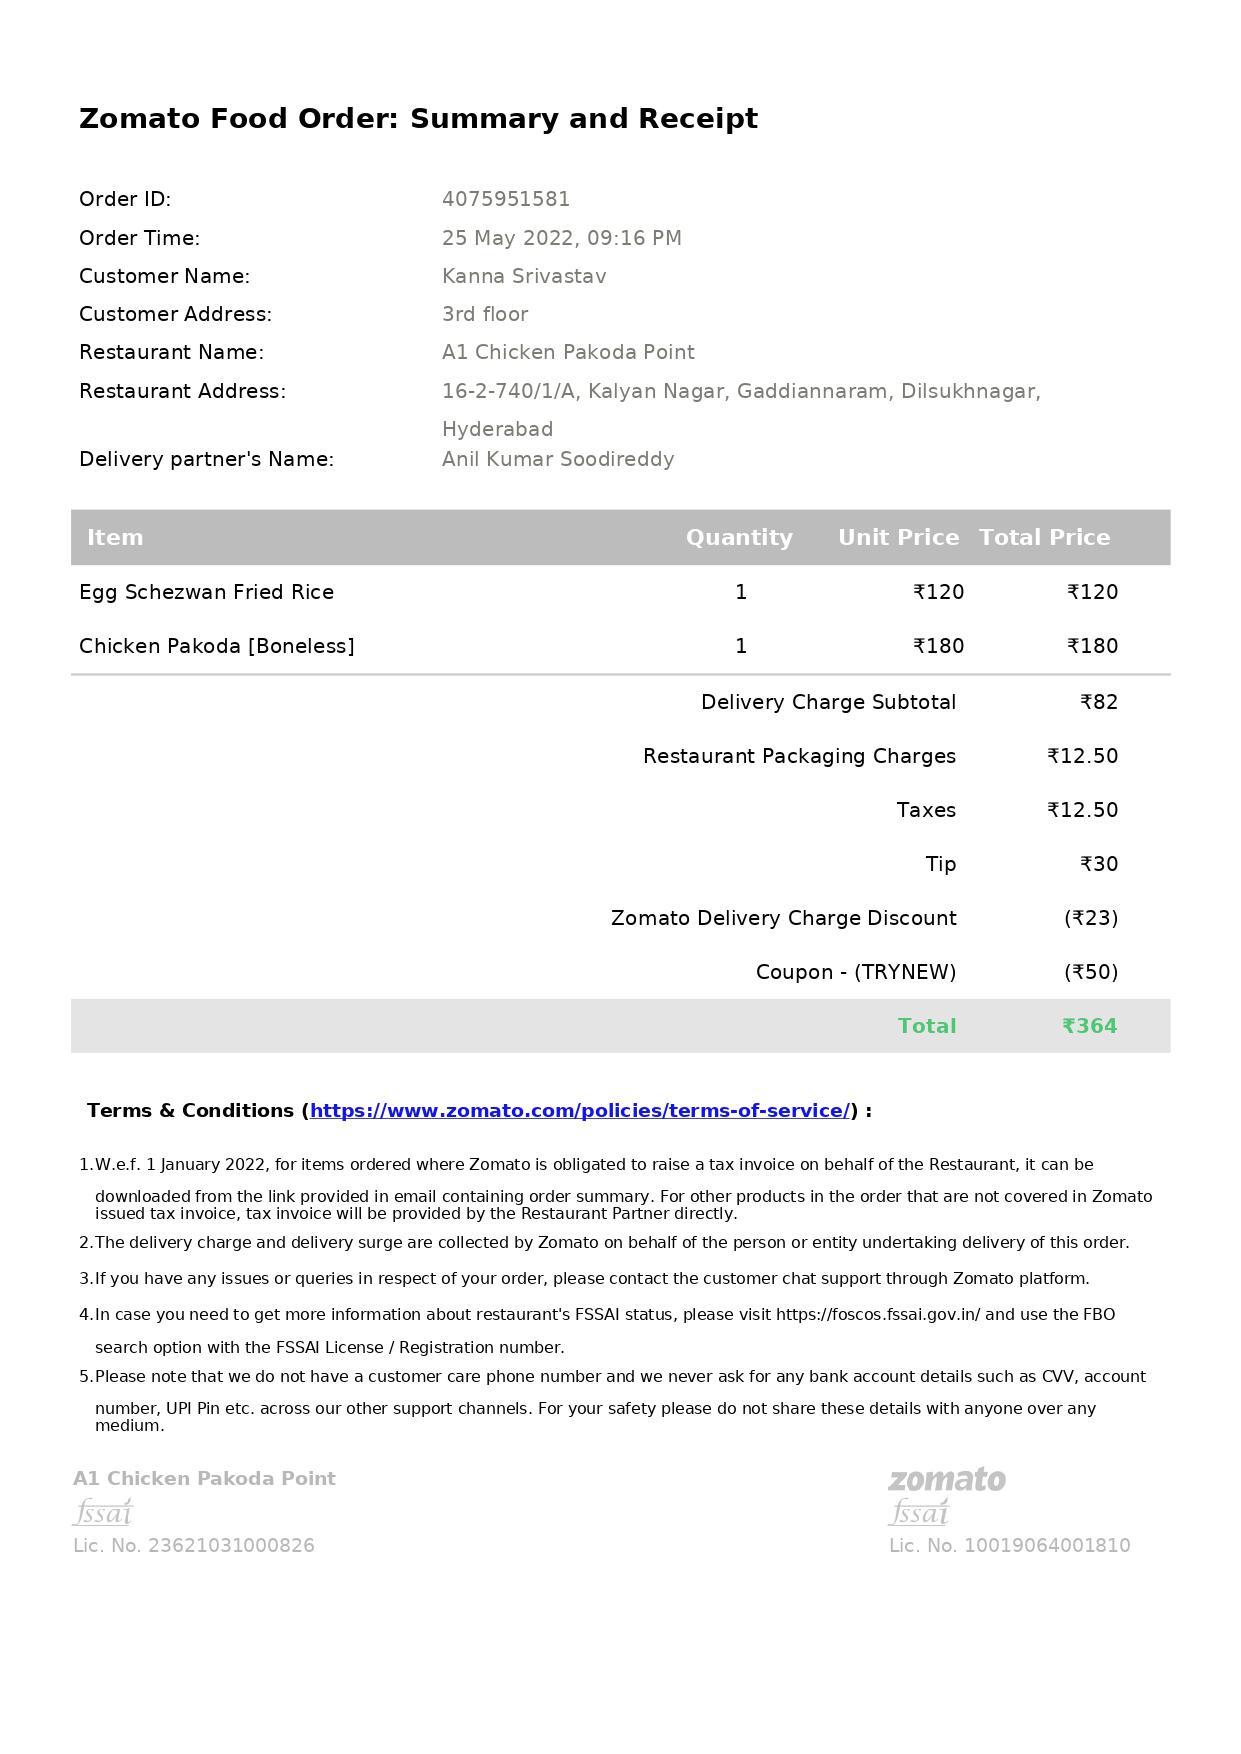 Zomato Food Order: Summary and Receipt
Order ID: 4075951581
Order Time: 25 May 2022, 09:16 PM
Customer Name: Kanna Srivastav
Customer Address: 3rd floor
Restaurant Name: A1 Chicken Pakoda Point
Restaurant Address: 16-2-740/1/A, Kalyan Nagar, Gaddiannaram, Dilsukhnagar,
Hyderabad
Delivery partner's Name: Anil Kumar Soodireddy
Item Quantity Unit Price Total Price
Egg Schezwan Fried Rice 1 ₹120 ₹120
Chicken Pakoda [Boneless] 1 ₹180 ₹180
Delivery Charge Subtotal ₹82
Restaurant Packaging Charges ₹12.50
Taxes ₹12.50
Tip ₹30
Zomato Delivery Charge Discount (₹23)
Coupon - (TRYNEW) (₹50)
Total ₹364
Terms & Conditions (https://www.zomato.com/policies/terms-of-service/) :
1.W.e.f. 1 January 2022, for items ordered where Zomato is obligated to raise a tax invoice on behalf of the Restaurant, it can be
downloaded from the link provided in email containing order summary. For other products in the order that are not covered in Zomato
issued tax invoice, tax invoice will be provided by the Restaurant Partner directly.
2.The delivery charge and delivery surge are collected by Zomato on behalf of the person or entity undertaking delivery of this order.
3.If you have any issues or queries in respect of your order, please contact the customer chat support through Zomato platform.
4.In case you need to get more information about restaurant's FSSAI status, please visit https://foscos.fssai.gov.in/ and use the FBO
search option with the FSSAI License / Registration number.
5.Please note that we do not have a customer care phone number and we never ask for any bank account details such as CVV, account
number, UPI Pin etc. across our other support channels. For your safety please do not share these details with anyone over any
medium.
A1 Chicken Pakoda Point zomato
fssai fssai
Lic. No. 23621031000826 Lic. No. 10019064001810